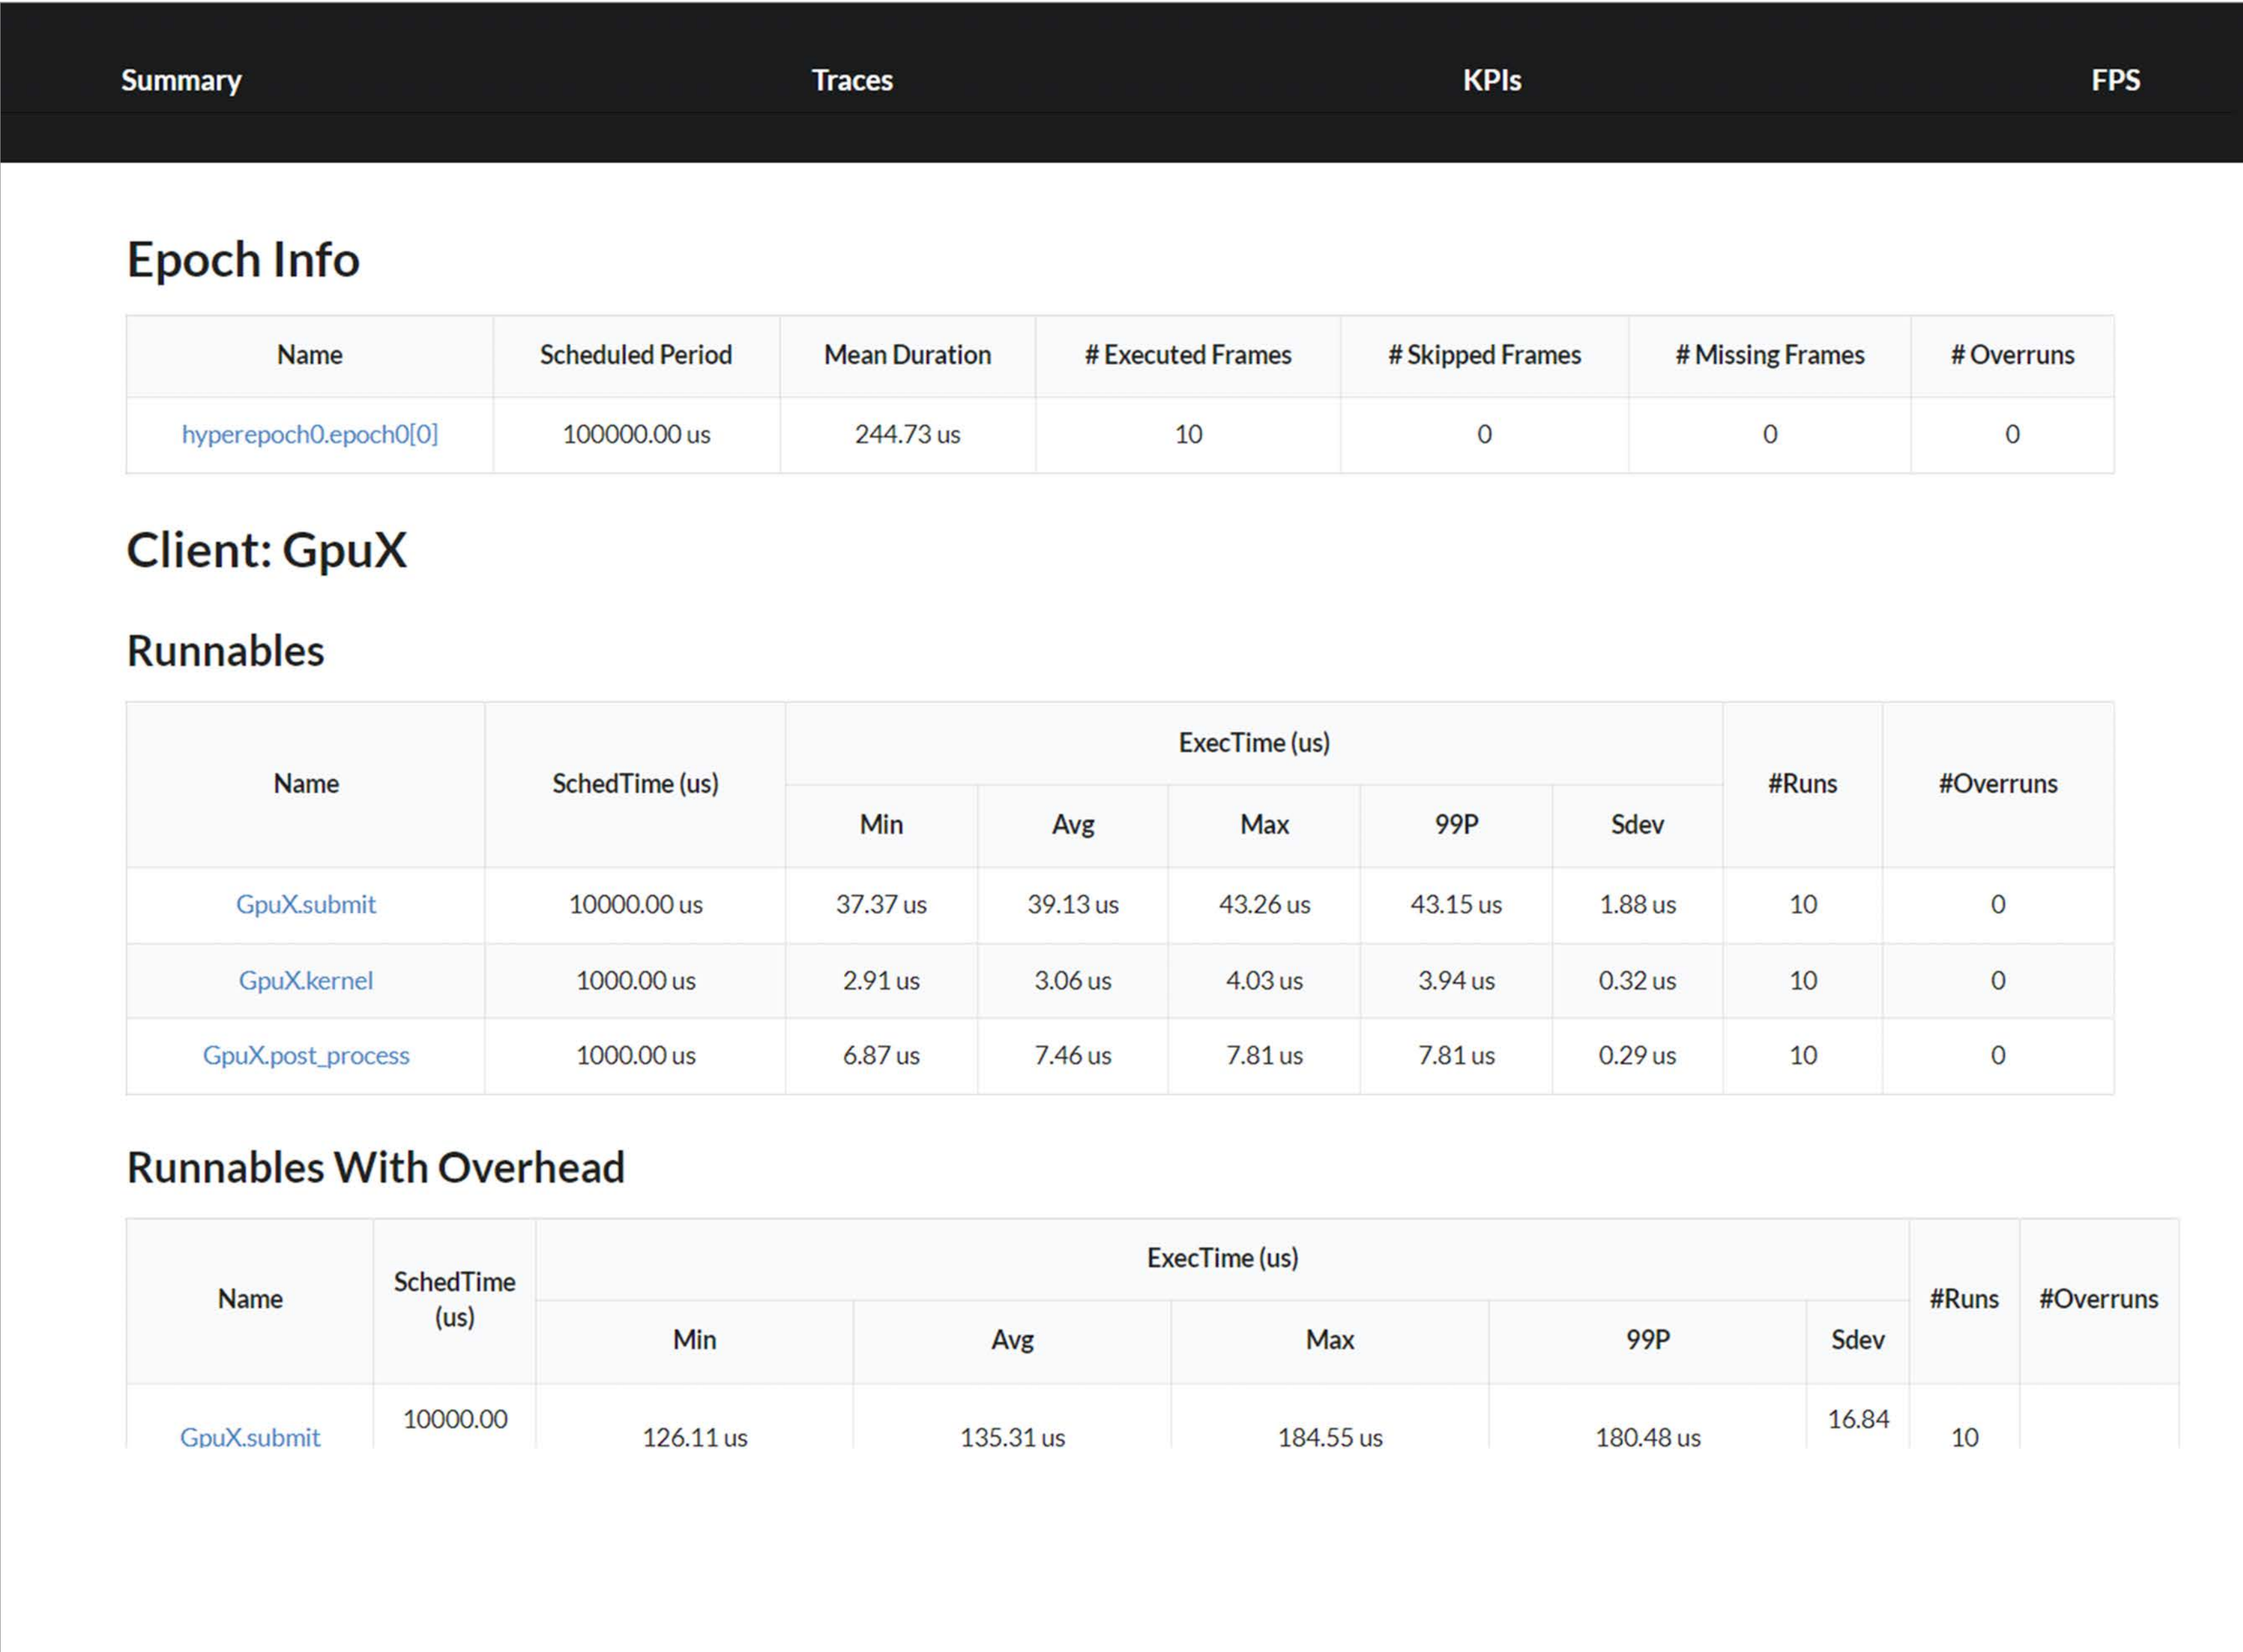 Summary Traces KPIs FPS
Epoch Info
Name Scheduled Period Mean Duration # Executed Frames # Skipped Frames # Missing Frames # Overruns
hyperepoch0.epoch0[0] 100000.00 us 244.73 us 10 0 0 0
Client: GpuX
Runnables
Name SchedTime (us) ExecTime (us) #Runs #Overruns
Min Avg Max 99P Sdev
GpuX.submit 10000.00 us 37.37 us 39.13 us 43.26 us 43.15 us 1.88 us 10 0
GpuX.kernel 1000.00 us 2.91 us 3.06 us 4.03 us 3.94 us 0.32 us 10 0
GpuX.post_process 1000.00 us 6.87 us 7.46 us 7.81 us 7.81 us 0.29 us 10 0
Runnables With Overhead
Name SchedTime (us) ExecTime (us) #Runs #Overruns
Min Avg Max 99P Sdev
GpuX.submit 10000.00 126.11 us 135.31 us 184.55 us 180.48 us 16.84 10